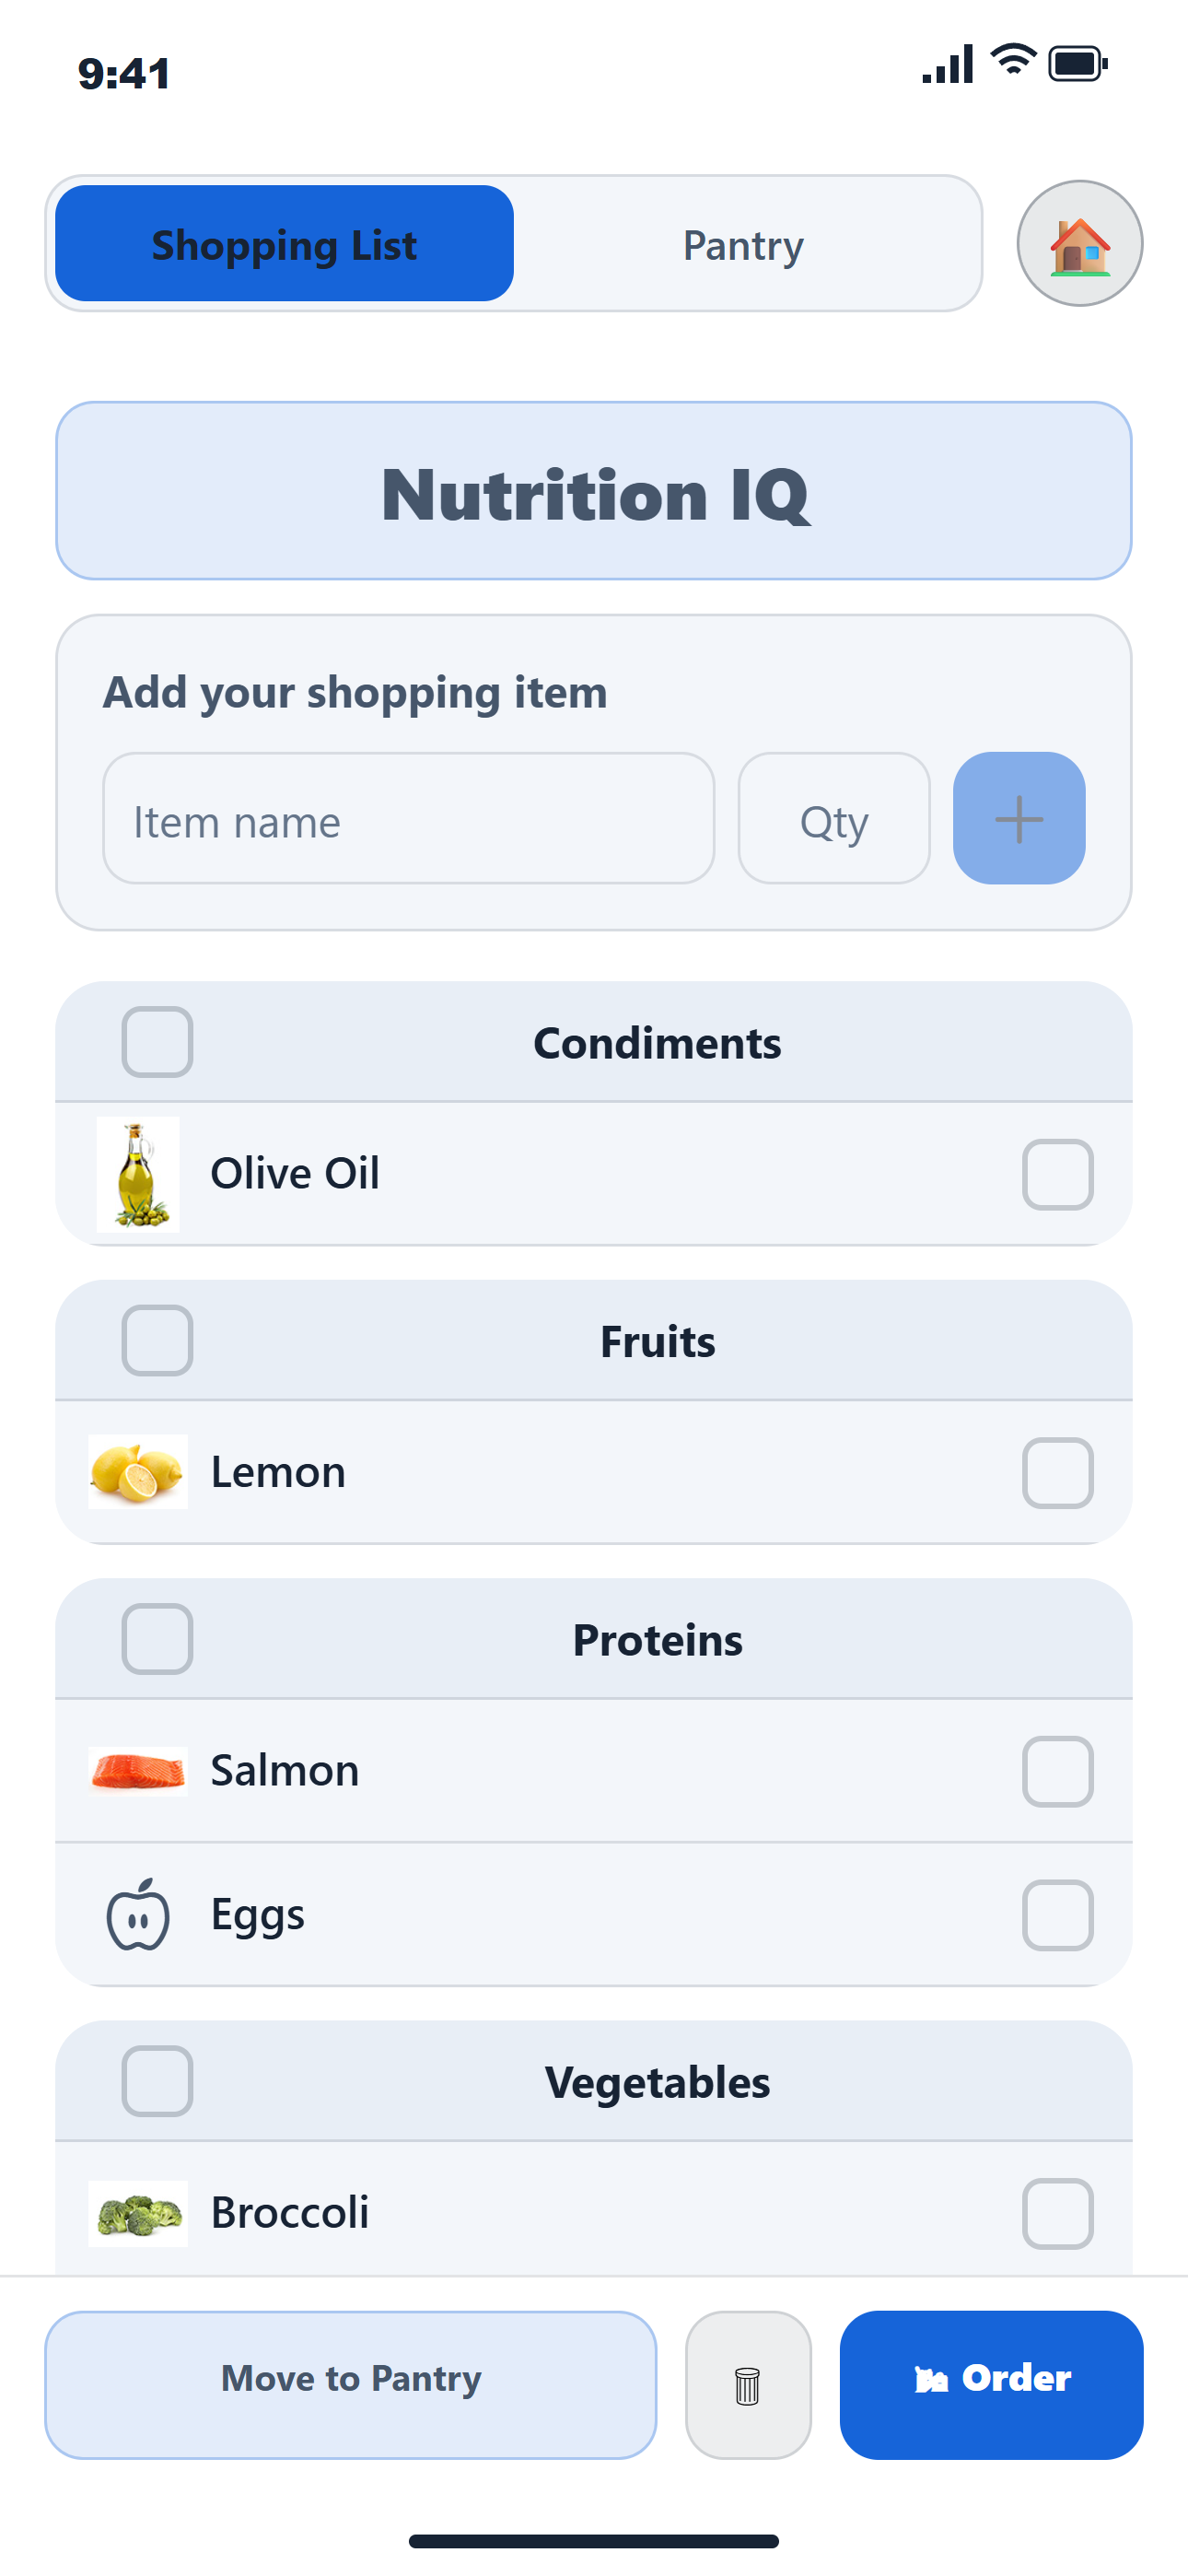 9:41
Shopping List
Pantry
Nutrition IQ
Add your shopping item
Item name
Qty
Condiments
Olive Oil
Fruits
Lemon
Proteins
Salmon
Eggs
Vegetables
Broccoli
Move to Pantry
Order